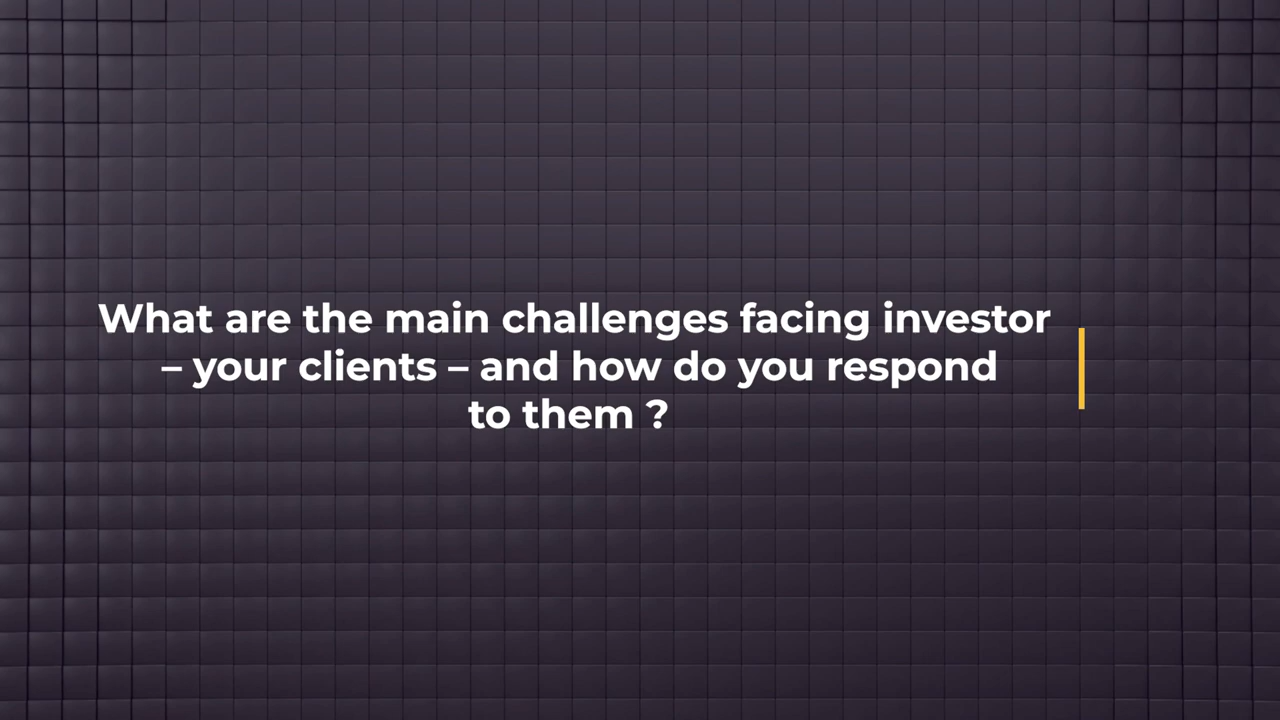 What are the main challenges facing investor
– your clients – and how do you respond
to them ?